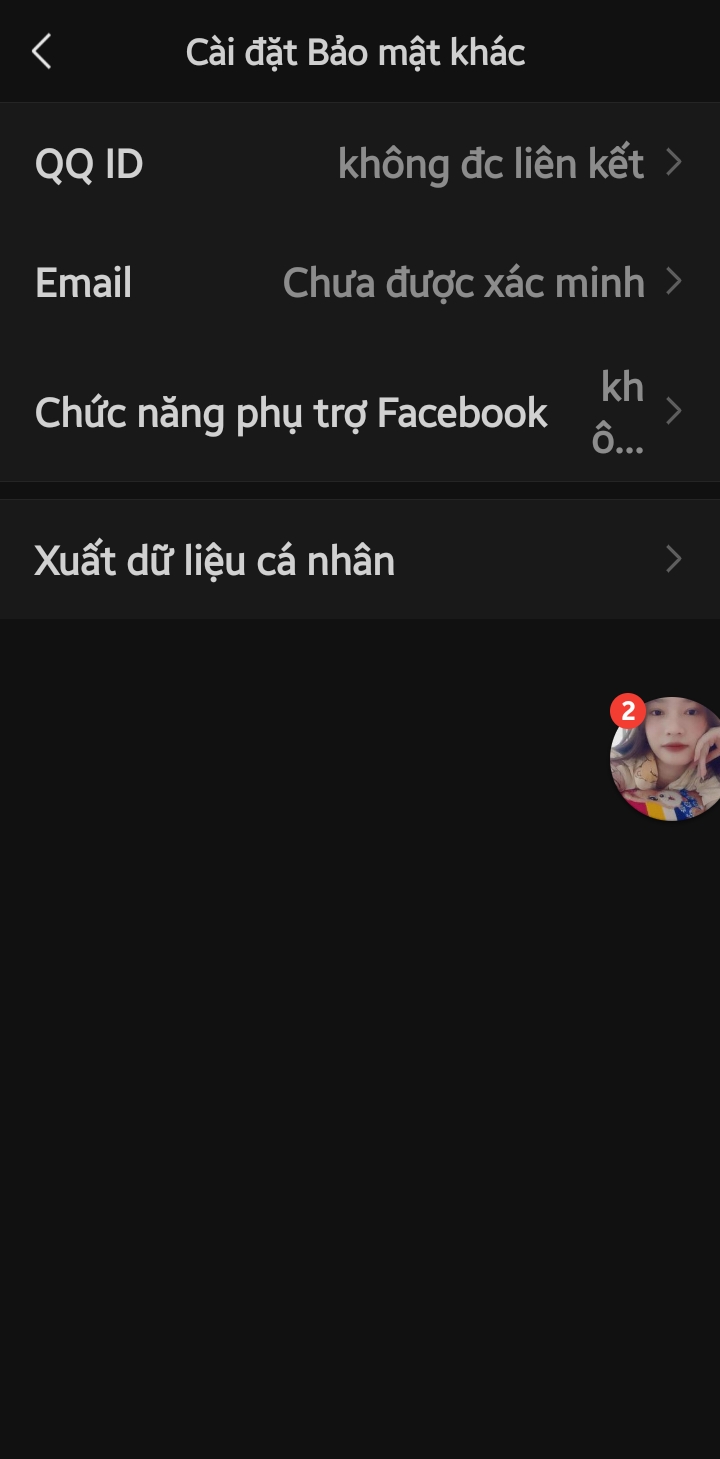 Cài đặt Bảo mật khác
QQ ID không đc liên kết
Email Chưa được xác minh
Chức năng phụ trợ Facebook kh
ô...
Xuất dữ liệu cá nhân
2